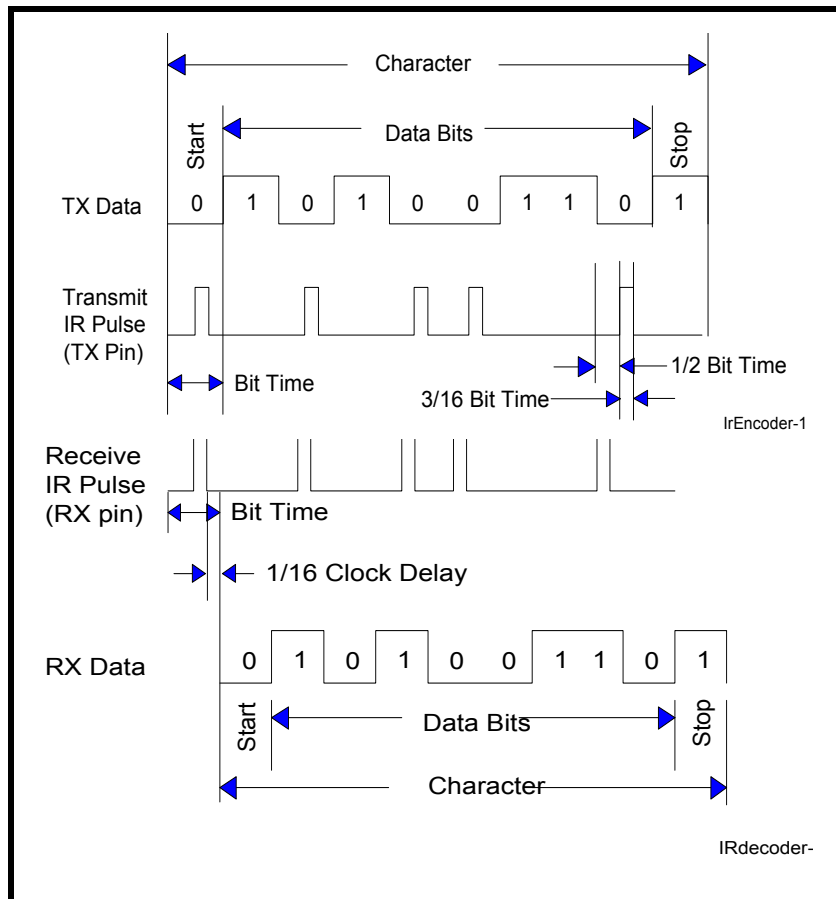 Character
Start
Data Bits
Stop
TX Data
0 1 0 1 0 0 1 1 0 1
Transmit
IR Pulse
(TX Pin)
Bit Time
1/2 Bit Time
3/16 Bit Time
IrEncoder-1
Receive
IR Pulse
(RX pin)
Bit Time
1/16 Clock Delay
RX Data
0 1 0 1 0 0 1 1 0 1
Start
Data Bits
Stop
Character
IRdecoder-